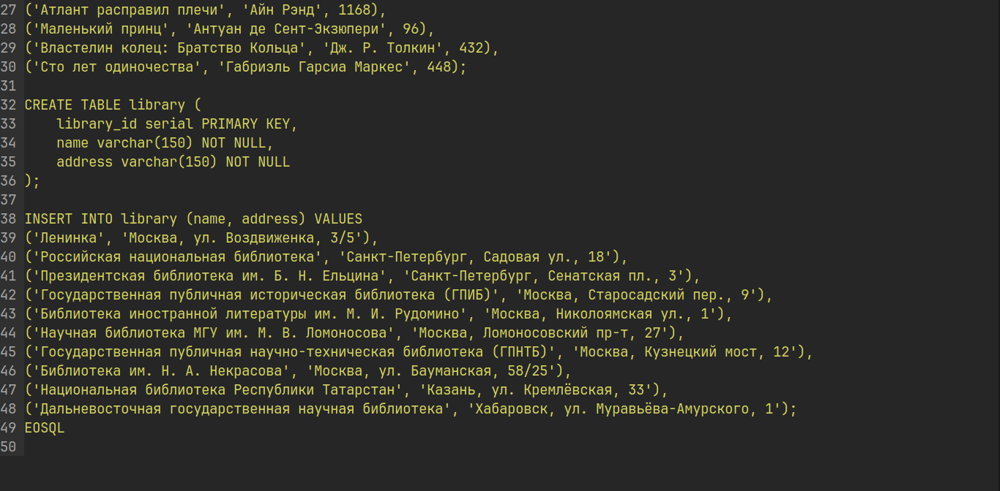 27 ('Атлант расправил плечи', 'Айн Рэнд', 1168),
28 ('Маленький принц', 'Антуан де Сент-Экзюпери', 96),
29 ('Властелин колец: Братство Кольца', 'Дж. Р. Толкин', 432),
30 ('Сто лет одиночества', 'Габриэль Гарсиа Маркес', 448);
31
32 CREATE TABLE library (
33     library_id serial PRIMARY KEY,
34     name varchar(150) NOT NULL,
35     address varchar(150) NOT NULL
36 );
37
38 INSERT INTO library (name, address) VALUES
39 ('Ленинка', 'Москва, ул. Воздвиженка, 3/5'),
40 ('Российская национальная библиотека', 'Санкт-Петербург, Садовая ул., 18'),
41 ('Президентская библиотека им. Б. Н. Ельцина', 'Санкт-Петербург, Сенатская пл., 3'),
42 ('Государственная публичная историческая библиотека (ГПИБ)', 'Москва, Старосадский пер., 9'),
43 ('Библиотека иностранной литературы им. М. И. Рудомино', 'Москва, Николоямская ул., 1'),
44 ('Научная библиотека МГУ им. М. В. Ломоносова', 'Москва, Ломоносовский пр-т, 27'),
45 ('Государственная публичная научно-техническая библиотека (ГПНТБ)', 'Москва, Кузнецкий мост, 12'),
46 ('Библиотека им. Н. А. Некрасова', 'Москва, ул. Бауманская, 58/25'),
47 ('Национальная библиотека Республики Татарстан', 'Казань, ул. Кремлёвская, 33'),
48 ('Дальневосточная государственная научная библиотека', 'Хабаровск, ул. Муравьёва-Амурского, 1');
49 EOSQL
50